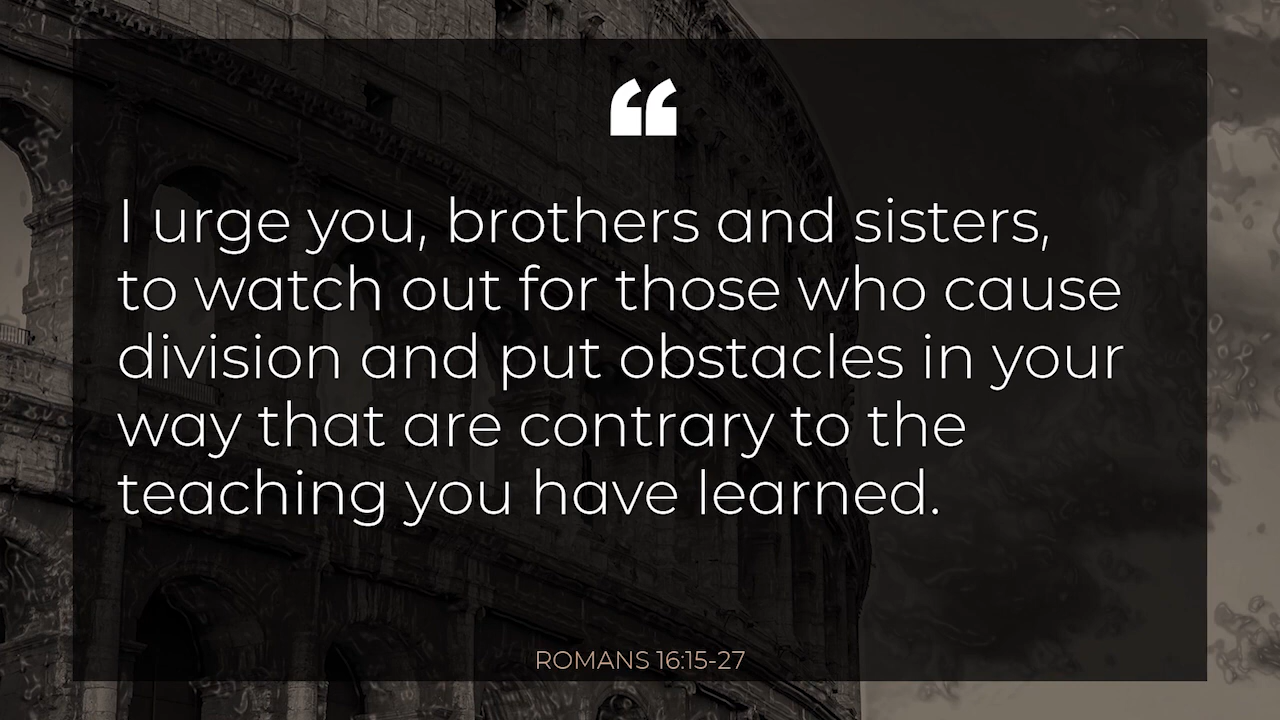 “
I urge you, brothers and sisters,
to watch out for those who cause
division and put obstacles in your
way that are contrary to the
teaching you have learned.
ROMANS 16:15-27